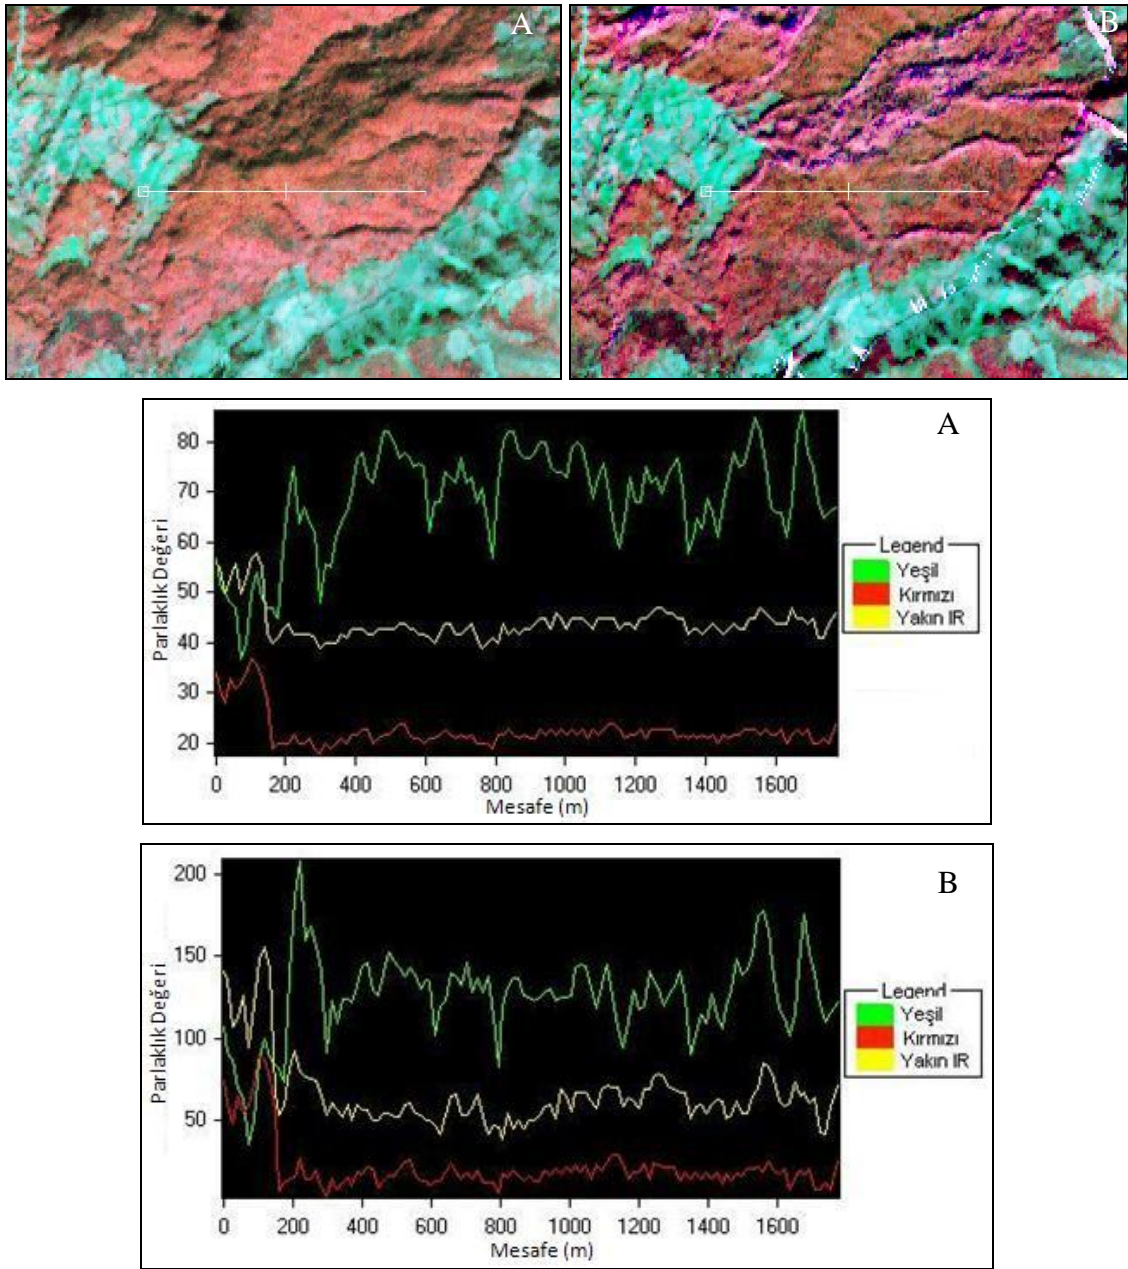 A
B
A
80
70
60
50
40
30
20
Parlaklık Değeri
0 200 400 600 800 1000 1200 1400 1600
Mesafe (m)
Legend
Yeşil
Kırmızı
Yakın IR
B
200
150
100
50
Parlaklık Değeri
0 200 400 600 800 1000 1200 1400 1600
Mesafe (m)
Legend
Yeşil
Kırmızı
Yakın IR